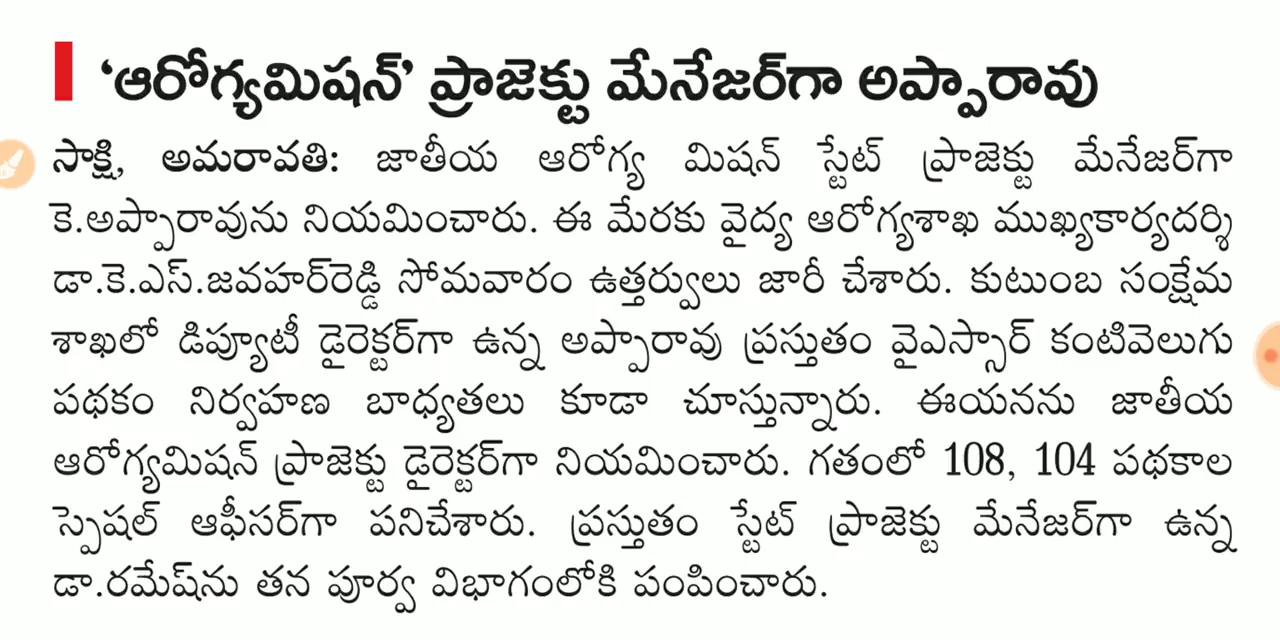 ‘ఆరోగ్యమిషన్’ ప్రాజెక్టు మేనేజర్‌గా అప్పారావు
సాక్షి, అమరావతి: జాతీయ ఆరోగ్య మిషన్ స్టేట్ ప్రాజెక్టు మేనేజర్‌గా
కె.అప్పారావును నియమించారు. ఈ మేరకు వైద్య ఆరోగ్యశాఖ ముఖ్యకార్యదర్శి
డా.కె.ఎస్.జవహర్‌రెడ్డి సోమవారం ఉత్తర్వులు జారీ చేశారు. కుటుంబ సంక్షేమ
శాఖలో డిప్యూటీ డైరెక్టర్‌గా ఉన్న అప్పారావు ప్రస్తుతం వైఎస్సార్ కంటివెలుగు
పథకం నిర్వహణ బాధ్యతలు కూడా చూస్తున్నారు. ఈయనను జాతీయ
ఆరోగ్యమిషన్ ప్రాజెక్టు డైరెక్టర్‌గా నియమించారు. గతంలో 108, 104 పథకాల
స్పెషల్ ఆఫీసర్‌గా పనిచేశారు. ప్రస్తుతం స్టేట్ ప్రాజెక్టు మేనేజర్‌గా ఉన్న
డా.రమేష్‌ను తన పూర్వ విభాగంలోకి పంపించారు.